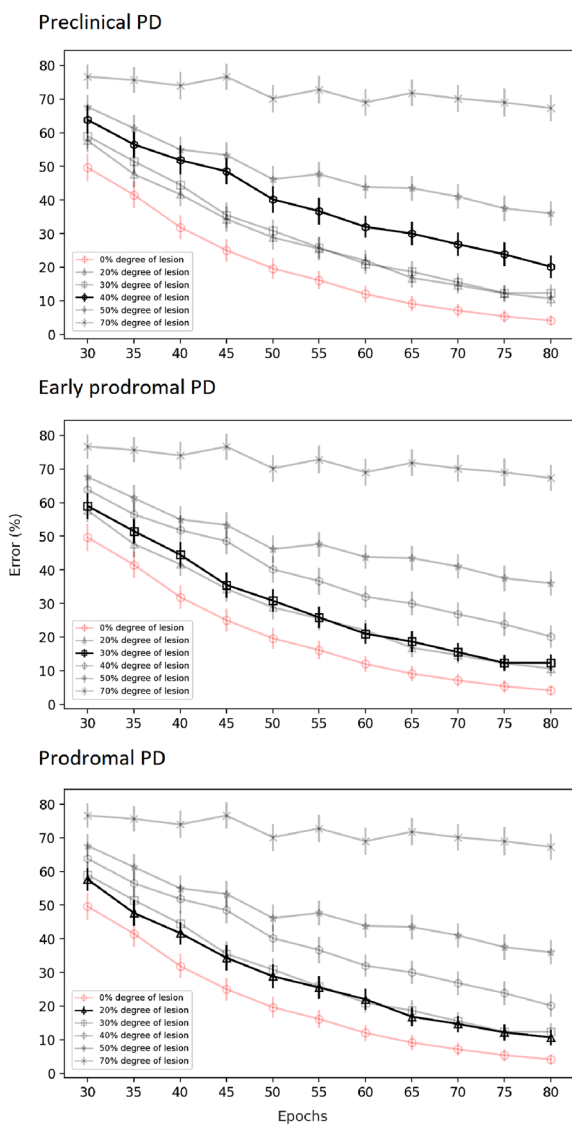 Preclinical PD
80
70
60
50
40
30
20
10
0
0% degree of lesion
20% degree of lesion
30% degree of lesion
40% degree of lesion
50% degree of lesion
70% degree of lesion
30 35 40 45 50 55 60 65 70 75 80
Early prodromal PD
Error (%)
80
70
60
50
40
30
20
10
0
0% degree of lesion
20% degree of lesion
30% degree of lesion
40% degree of lesion
50% degree of lesion
70% degree of lesion
30 35 40 45 50 55 60 65 70 75 80
Prodromal PD
80
70
60
50
40
30
20
10
0
0% degree of lesion
20% degree of lesion
30% degree of lesion
40% degree of lesion
50% degree of lesion
70% degree of lesion
30 35 40 45 50 55 60 65 70 75 80
Epochs